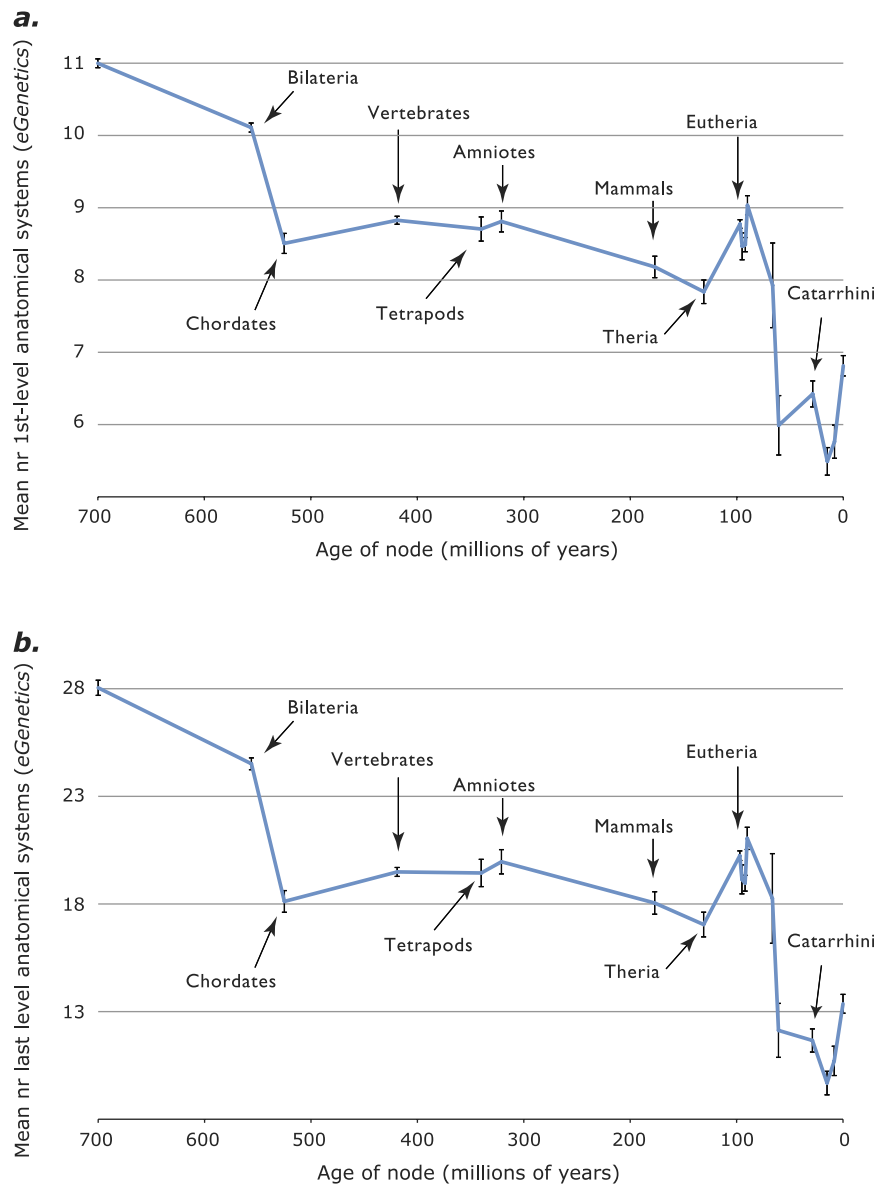 a.
Mean nr 1st-level anatomical systems (eGenetics)
11
10
9
8
7
6
Bilateria
Vertebrates
Eutheria
Amniotes
Mammals
Catarrhini
Tetrapods
Chordates
Theria
700
600
500
400
300
200
100
0
Age of node (millions of years)
b.
Mean nr last level anatomical systems (eGenetics)
28
23
18
13
Bilateria
Vertebrates
Eutheria
Amniotes
Mammals
Tetrapods
Catarrhini
Chordates
Theria
700
600
500
400
300
200
100
0
Age of node (millions of years)